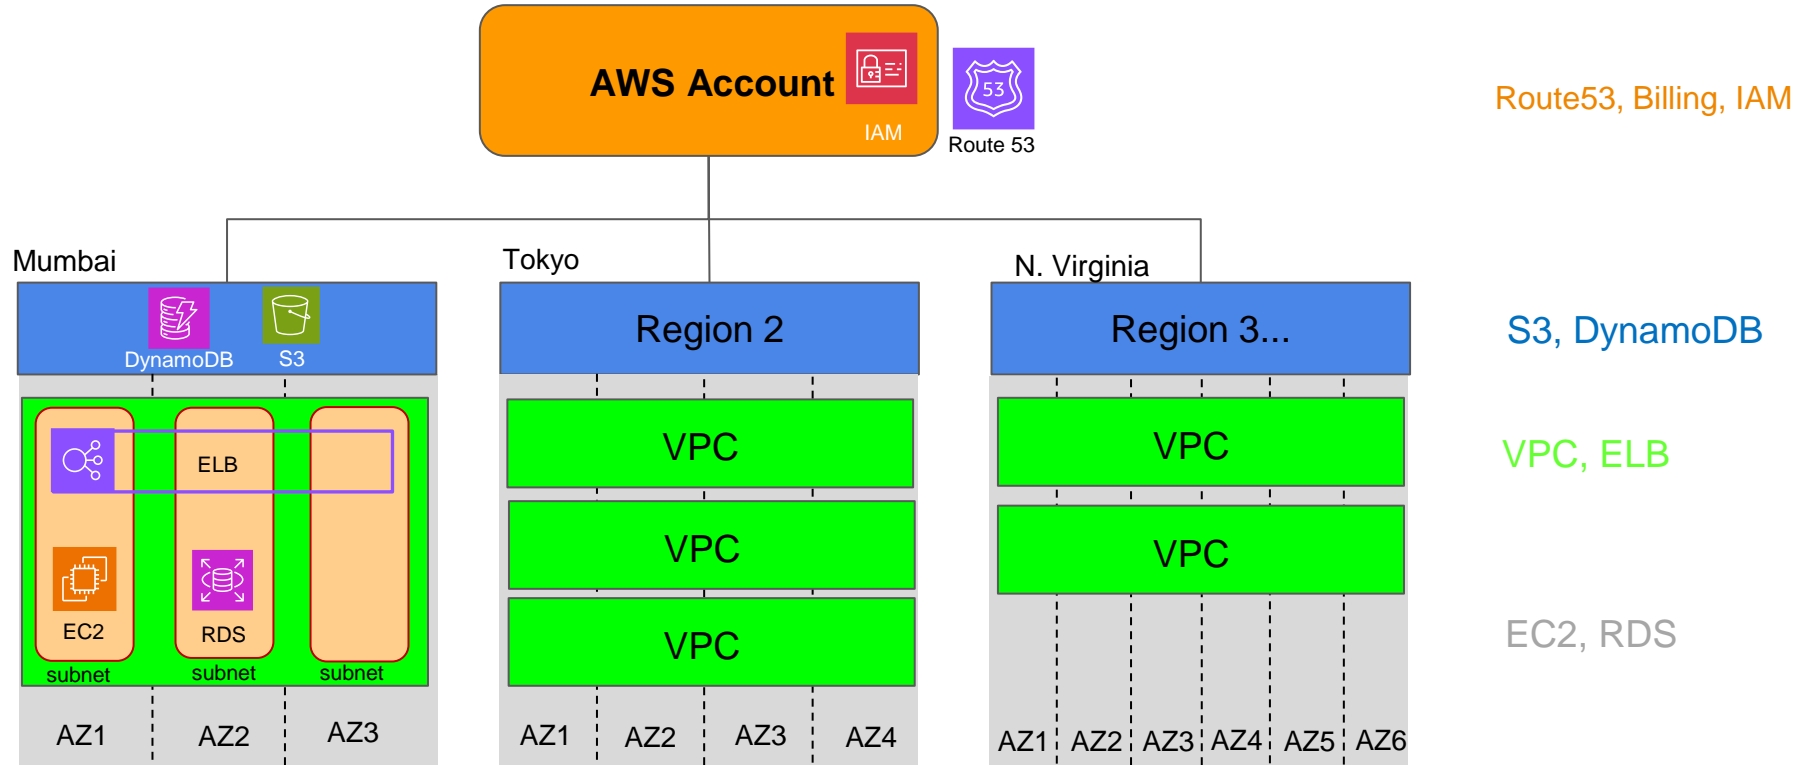 AWS Account
IAM
53
Route 53
Route53, Billing, IAM
Mumbai
Tokyo
N. Virginia
DynamoDB
S3
Region 2
Region 3...
S3, DynamoDB
ELB
EC2
RDS
subnet
subnet
subnet
VPC
VPC
VPC
VPC
VPC
VPC, ELB
EC2, RDS
AZ1
AZ2
AZ3
AZ1
AZ2
AZ3
AZ4
AZ1
AZ2
AZ3
AZ4
AZ5
AZ6